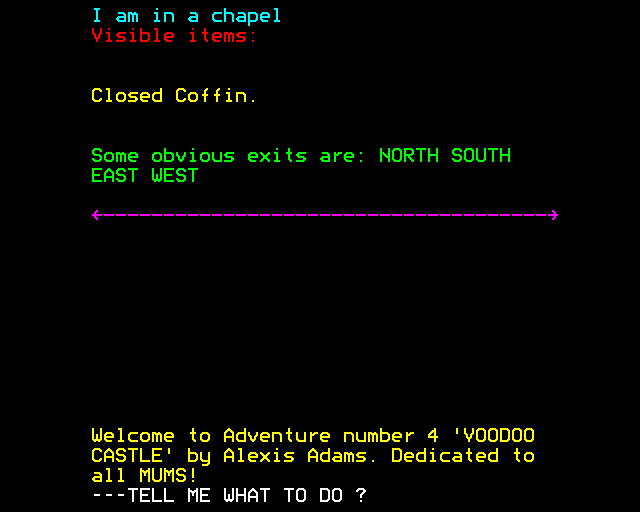 I am in a chapel
Visible items:
Closed Coffin.
Some obvious exits are: NORTH SOUTH
EAST WEST
<--------------------------------------->
Welcome to Adventure number 4 'VOODOO
CASTLE' by Alexis Adams. Dedicated to
all MUMS!
---TELL ME WHAT TO DO ?